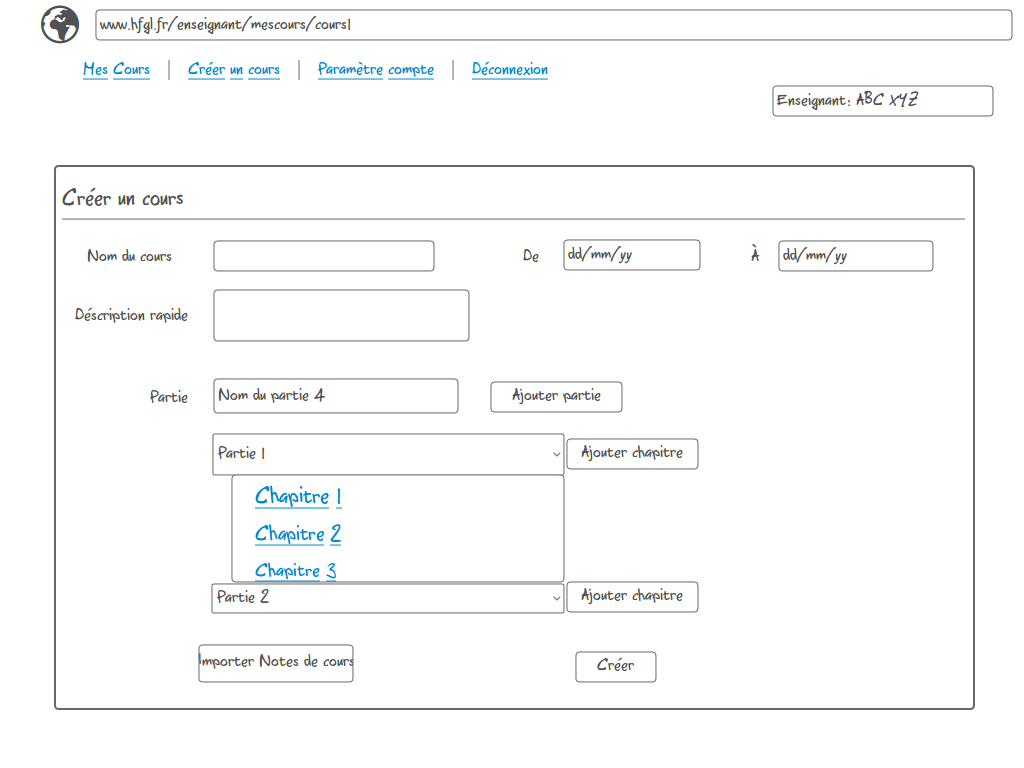 www.hfgl.fr/enseignant/mescours/cours1
Mes Cours | Créer un cours | Paramètre compte | Déconnexion
Enseignant: ABC XYZ
Créer un cours
Nom du cours De dd/mm/yy À dd/mm/yy
Déscription rapide
Partie Nom du partie 4 Ajouter partie
Partie 1 Ajouter chapitre
Chapitre 1
Chapitre 2
Chapitre 3
Partie 2 Ajouter chapitre
Importer Notes de cours Créer